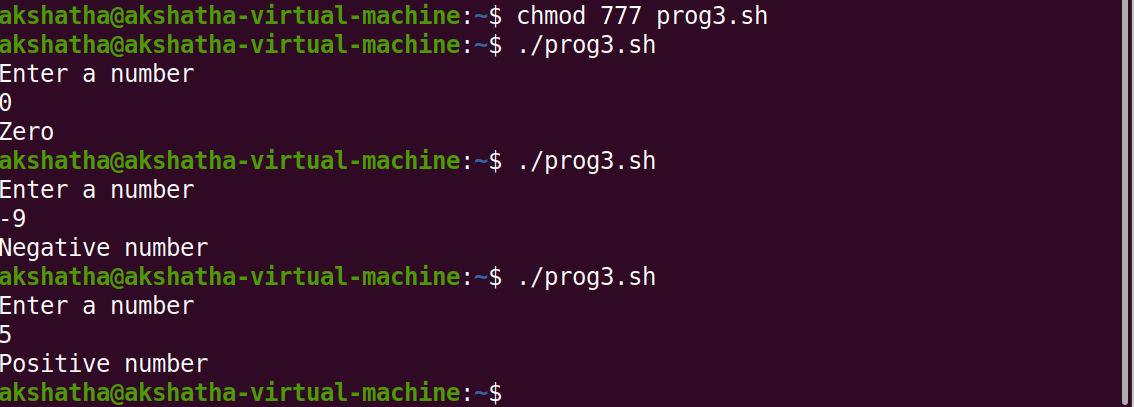 akshatha@akshatha-virtual-machine:~$ chmod 777 prog3.sh
akshatha@akshatha-virtual-machine:~$ ./prog3.sh
Enter a number
0
Zero
akshatha@akshatha-virtual-machine:~$ ./prog3.sh
Enter a number
-9
Negative number
akshatha@akshatha-virtual-machine:~$ ./prog3.sh
Enter a number
5
Positive number
akshatha@akshatha-virtual-machine:~$